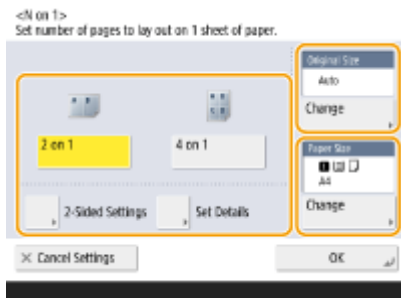 <N on 1>
Set number of pages to lay out on 1 sheet of paper.
Original Size
Auto
Change
2 on 1
4 on 1
Paper Size
1
A4
Change
2-Sided Settings
Set Details
× Cancel Settings
OK